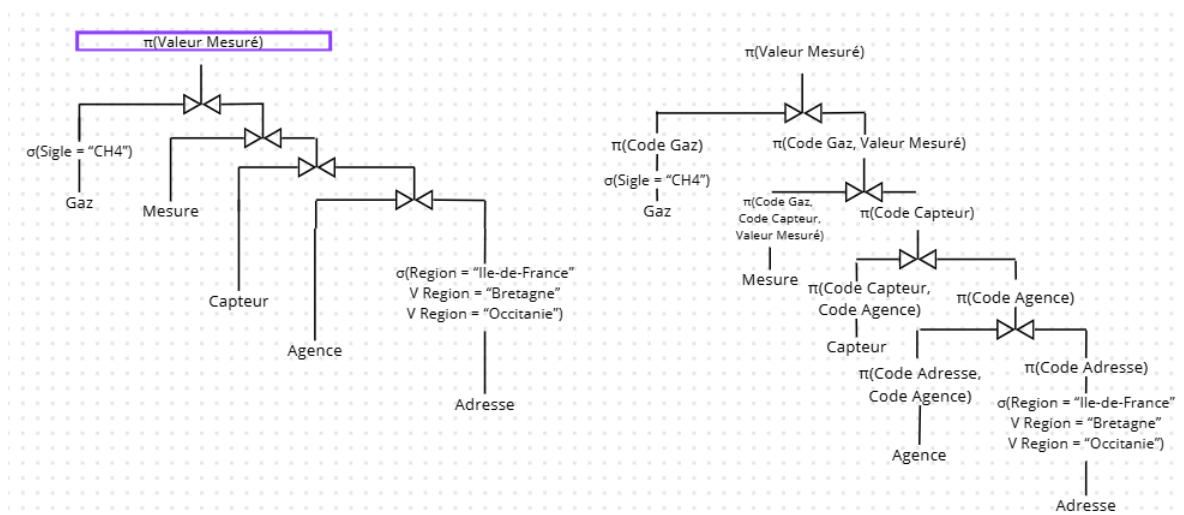 π(Valeur Mesuré)
σ(Sigle = “CH4”)
Gaz
Mesure
Capteur
Agence
σ(Region = “Ile-de-France”
V Region = “Bretagne”
V Region = “Occitanie”)
Adresse
π(Valeur Mesuré)
π(Code Gaz)
σ(Sigle = “CH4”)
Gaz
π(Code Gaz, Valeur Mesuré)
π(Code Gaz,
Code Capteur,
Valeur Mesuré)
Mesure
π(Code Capteur)
π(Code Capteur,
Code Agence)
Capteur
π(Code Agence)
π(Code Adresse,
Code Agence)
Agence
π(Code Adresse)
σ(Region = “Ile-de-France”
V Region = “Bretagne”
V Region = “Occitanie”)
Adresse